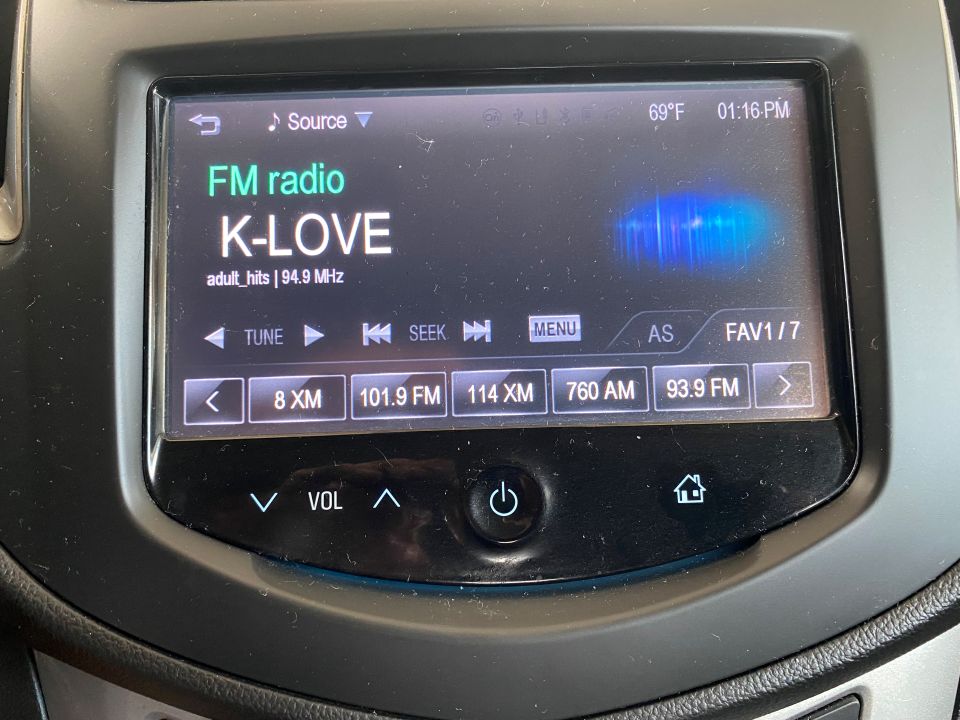 Source 69°F 01:16 PM
FM radio
K-LOVE
adult_hits | 94.9 MHz
TUNE SEEK MENU AS FAV1 / 7
< 8 XM 101.9 FM 114 XM 760 AM 93.9 FM >
VOL